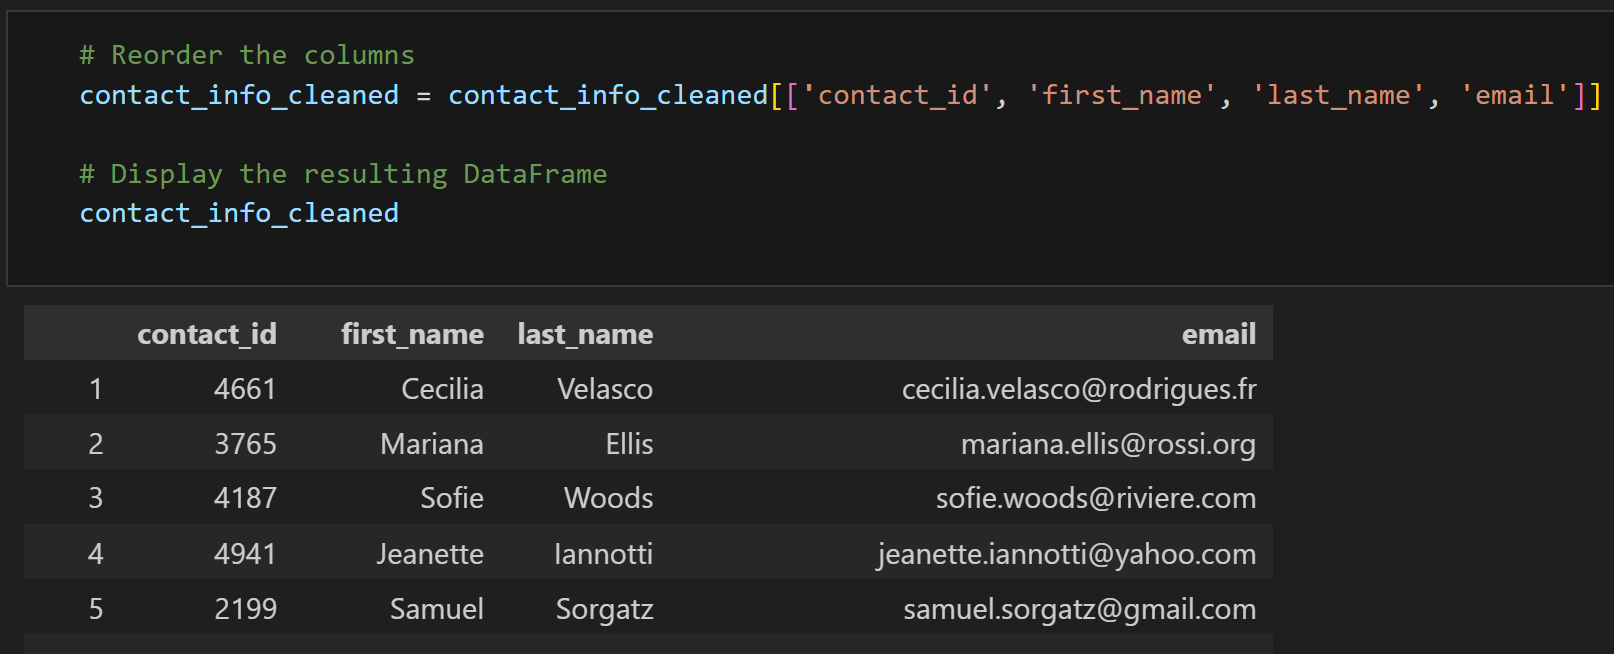 # Reorder the columns
contact_info_cleaned = contact_info_cleaned[['contact_id', 'first_name', 'last_name', 'email']]
# Display the resulting DataFrame
contact_info_cleaned
contact_id first_name last_name email
1 4661 Cecilia Velasco cecilia.velasco@rodrigues.fr
2 3765 Mariana Ellis mariana.ellis@rossi.org
3 4187 Sofie Woods sofie.woods@riviere.com
4 4941 Jeanette Iannotti jeanette.iannotti@yahoo.com
5 2199 Samuel Sorgatz samuel.sorgatz@gmail.com